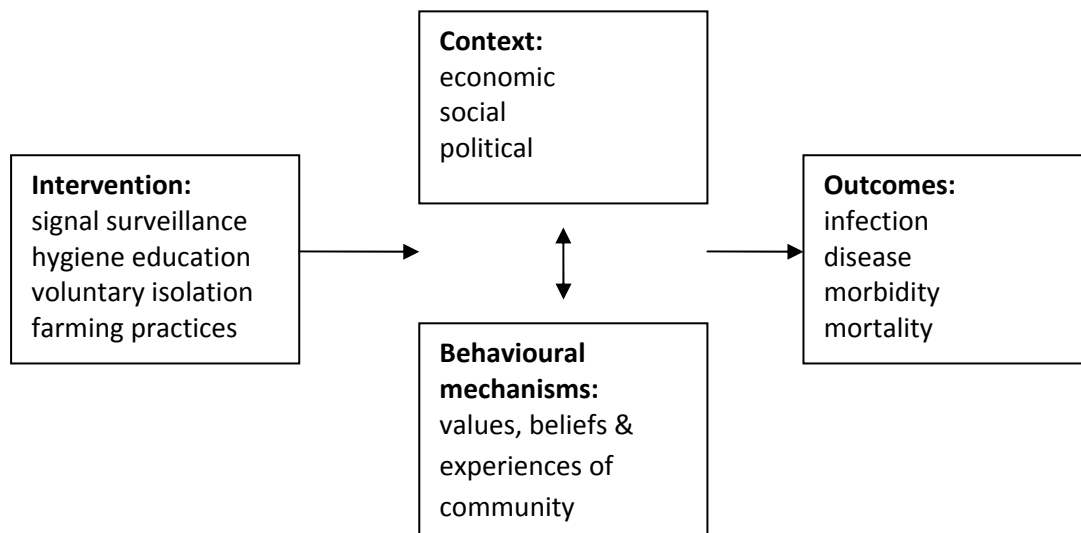 Context:
economic
social
political
Intervention:
signal surveillance
hygiene education
voluntary isolation
farming practices
Outcomes:
infection
disease
morbidity
mortality
Behavioural
mechanisms:
values, beliefs &
experiences of
community